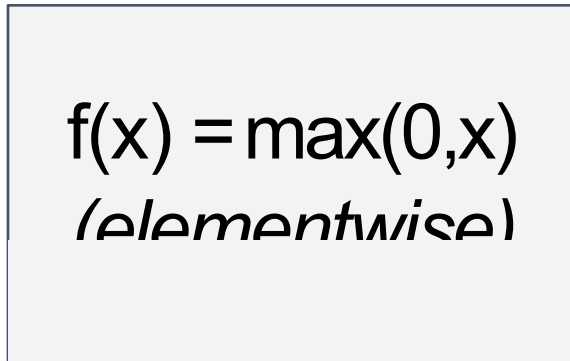 f(x) = max(0,x)
(elementwise)